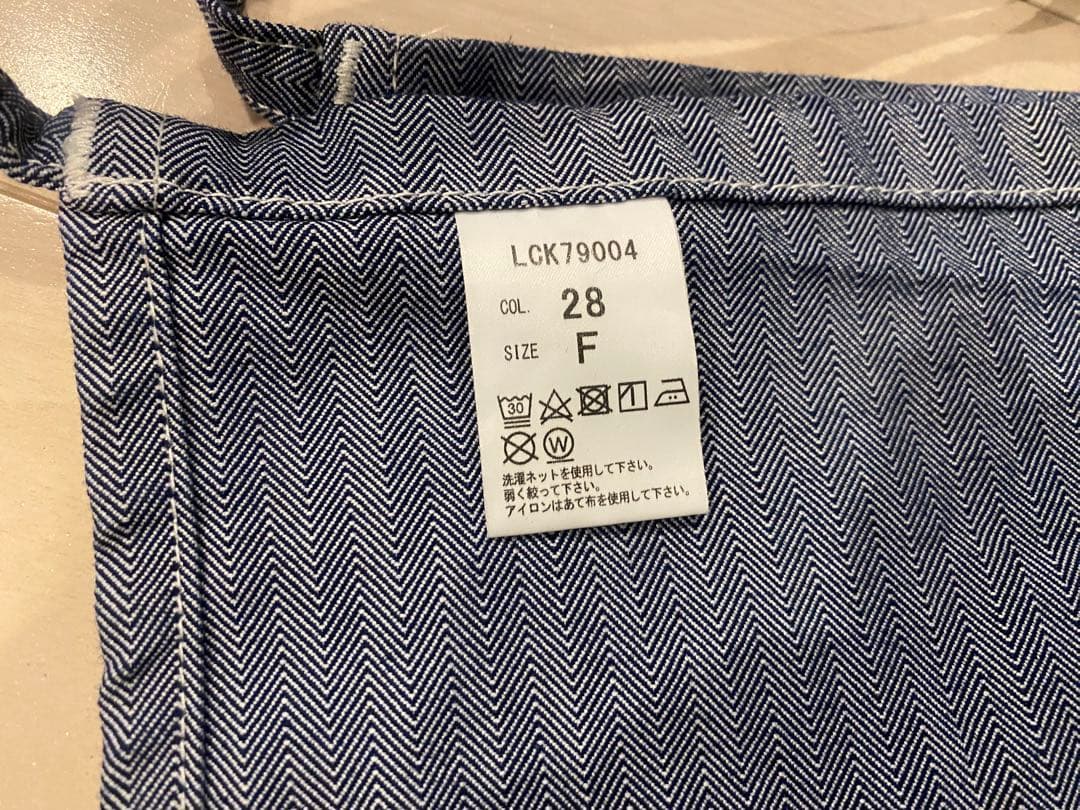 LCK79004
COL. 28
SIZE F
30
W
洗濯ネットを使用して下さい。
弱く絞って下さい。
アイロンはあて布を使用して下さい。